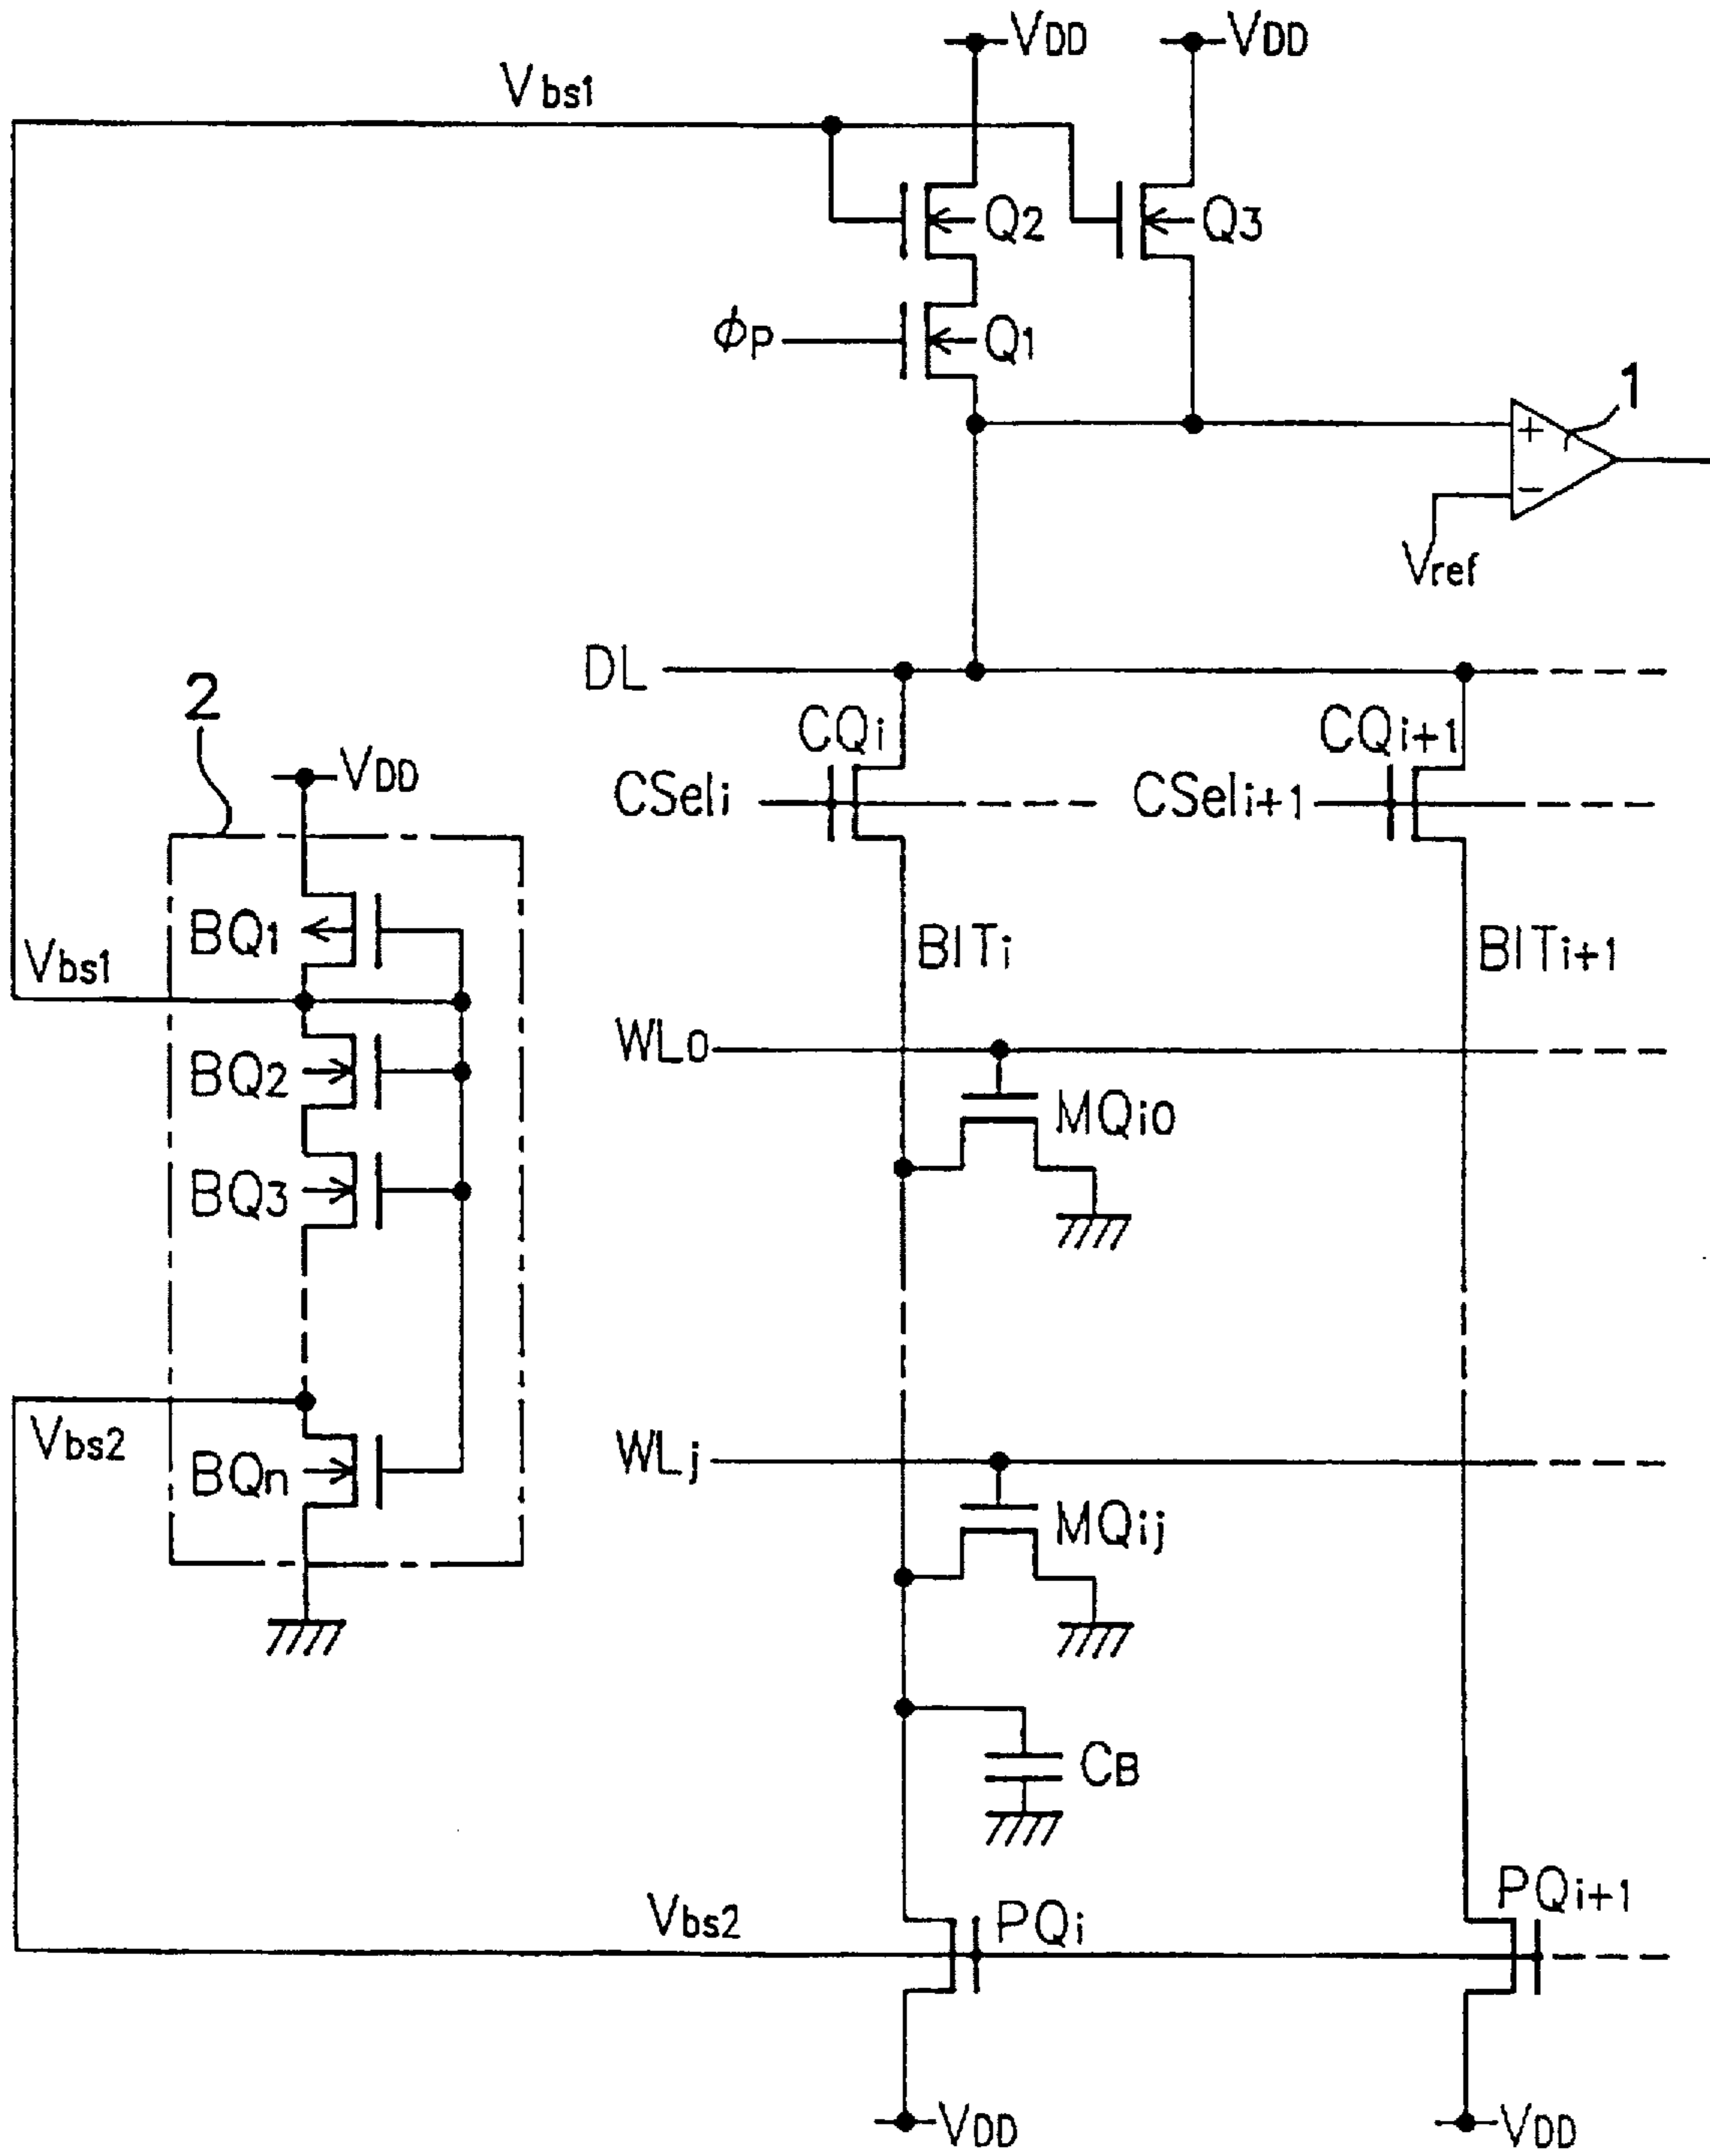 VDD VDD
Vbs1
Q2 Q3
ϕP Q1
1
+
−
Vref
DL
2
CQi CQi+1
VDD
CSeli CSeli+1
BQ1
BITi BITi+1
Vbs1
WL0
BQ2
MQi0
BQ3
Vbs2
WLj
BQn
MQij
CB
PQi+1
Vbs2 PQi
VDD VDD